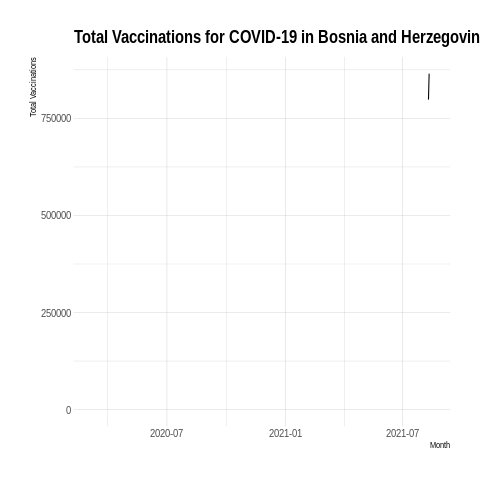 Total Vaccinations for COVID-19 in Bosnia and Herzegovin
Total Vaccinations
750000
500000
250000
0
2020-07 2021-01 2021-07
Month